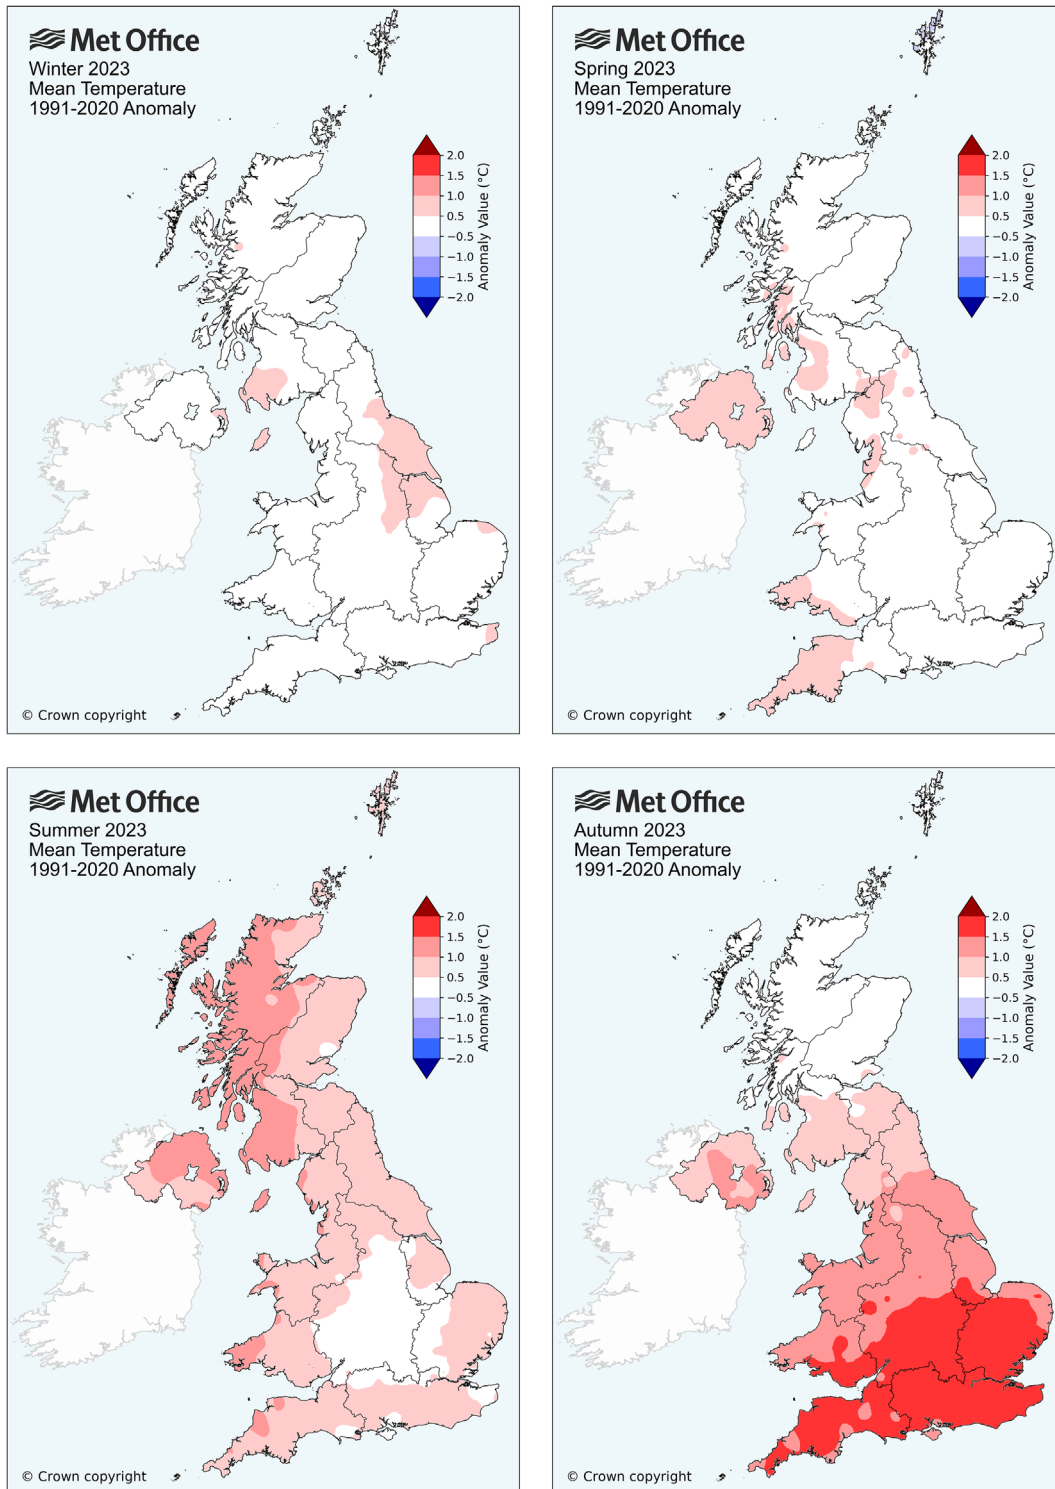 Met Office
Winter 2023
Mean Temperature
1991-2020 Anomaly
2.0
1.5
1.0
0.5
−0.5
−1.0
−1.5
−2.0
Anomaly Value (°C)
© Crown copyright
Met Office
Spring 2023
Mean Temperature
1991-2020 Anomaly
2.0
1.5
1.0
0.5
−0.5
−1.0
−1.5
−2.0
Anomaly Value (°C)
© Crown copyright
Met Office
Summer 2023
Mean Temperature
1991-2020 Anomaly
2.0
1.5
1.0
0.5
−0.5
−1.0
−1.5
−2.0
Anomaly Value (°C)
© Crown copyright
Met Office
Autumn 2023
Mean Temperature
1991-2020 Anomaly
2.0
1.5
1.0
0.5
−0.5
−1.0
−1.5
−2.0
Anomaly Value (°C)
© Crown copyright